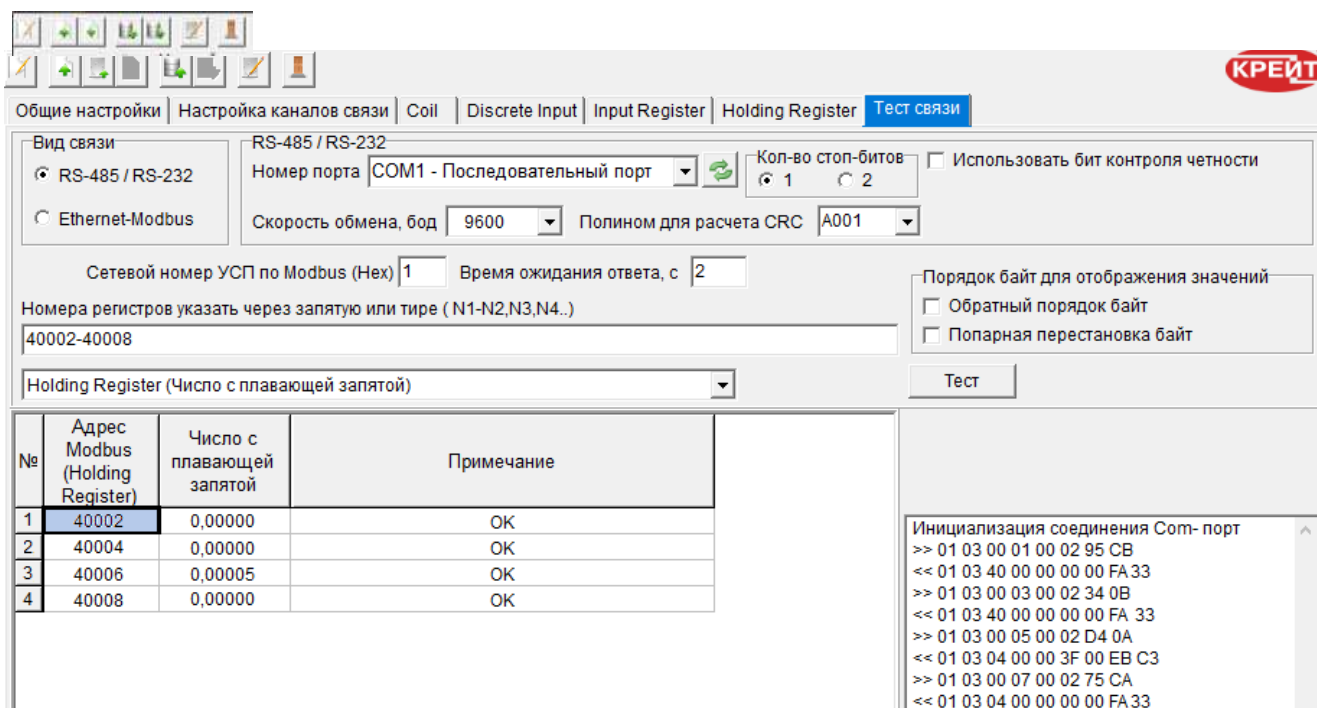 КРЕЙТ
Общие настройки Настройка каналов связи Coil Discrete Input Input Register Holding Register Тест связи
Вид связи
RS-485 / RS-232
Ethernet-Modbus
RS-485 / RS-232
Номер порта COM1 - Последовательный порт
Кол-во стоп-битов
1 2
Использовать бит контроля четности
Скорость обмена, бод 9600 Полином для расчета CRC A001
Сетевой номер УСП по Modbus (Hex) 1 Время ожидания ответа, с 2
Порядок байт для отображения значений
Обратный порядок байт
Попарная перестановка байт
Номера регистров указать через запятую или тире ( N1-N2,N3,N4..)
40002-40008
Holding Register (Число с плавающей запятой)
Тест
№ Адрес Modbus (Holding Register) Число с плавающей запятой Примечание
1 40002 0,00000 OK
2 40004 0,00000 OK
3 40006 0,00005 OK
4 40008 0,00000 OK
Инициализация соединения Com- порт
>> 01 03 00 01 00 02 95 CB
<< 01 03 40 00 00 00 00 FA 33
>> 01 03 00 03 00 02 34 0B
<< 01 03 40 00 00 00 00 FA 33
>> 01 03 00 05 00 02 D4 0A
<< 01 03 04 00 00 3F 00 EB C3
>> 01 03 00 07 00 02 75 CA
<< 01 03 04 00 00 00 00 FA 33